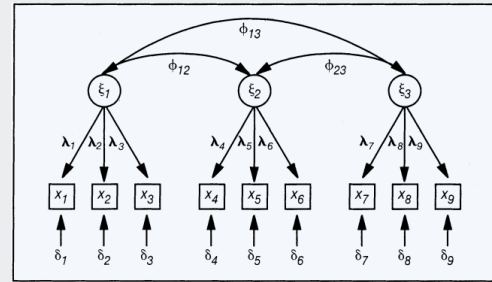 ϕ13
ϕ12 ϕ23
ξ1 ξ2 ξ3
λ1 λ2 λ3 λ4 λ5 λ6 λ7 λ8 λ9
x1 x2 x3 x4 x5 x6 x7 x8 x9
δ1 δ2 δ3 δ4 δ5 δ6 δ7 δ8 δ9